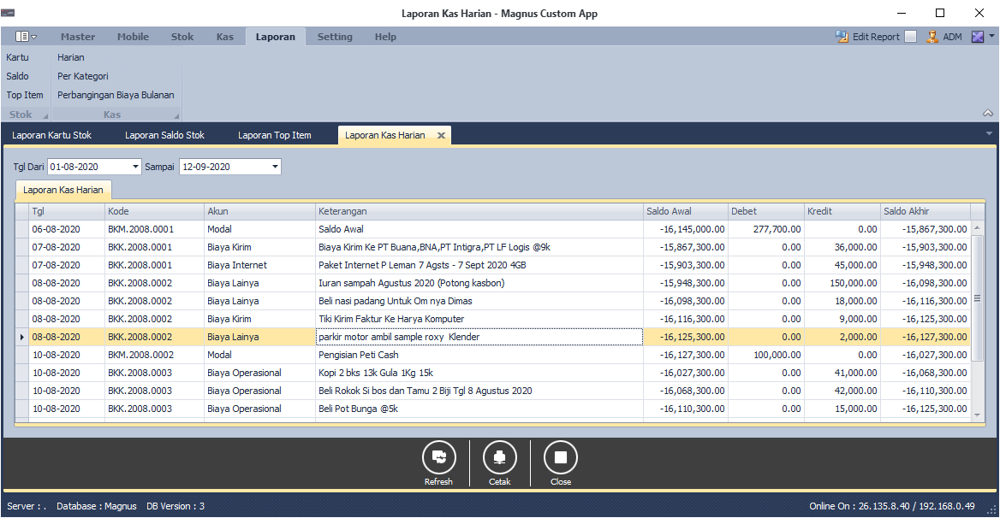 Laporan Kas Harian - Magnus Custom App
Master Mobile Stok Kas Laporan Setting Help Edit Report ADM
Kartu Harian
Saldo Per Kategori
Top Item Perbangingan Biaya Bulanan
Stok Kas
Laporan Kartu Stok Laporan Saldo Stok Laporan Top Item Laporan Kas Harian
Tgl Dari 01-08-2020 Sampai 12-09-2020
Laporan Kas Harian
Tgl Kode Akun Keterangan Saldo Awal Debet Kredit Saldo Akhir
06-08-2020 BKM.2008.0001 Modal Saldo Awal -16,145,000.00 277,700.00 0.00 -15,867,300.00
07-08-2020 BKK.2008.0001 Biaya Kirim Biaya Kirim Ke PT Buana,BNA,PT Intigra,PT LF Logis @9k -15,867,300.00 0.00 36,000.00 -15,903,300.00
07-08-2020 BKK.2008.0001 Biaya Internet Paket Internet P Leman 7 Agsts - 7 Sept 2020 4GB -15,903,300.00 0.00 45,000.00 -15,948,300.00
08-08-2020 BKK.2008.0002 Biaya Lainya Iuran sampah Agustus 2020 (Potong kasbon) -15,948,300.00 0.00 150,000.00 -16,098,300.00
08-08-2020 BKK.2008.0002 Biaya Lainya Beli nasi padang Untuk Om nya Dimas -16,098,300.00 0.00 18,000.00 -16,116,300.00
08-08-2020 BKK.2008.0002 Biaya Kirim Tiki Kirim Faktur Ke Harya Komputer -16,116,300.00 0.00 9,000.00 -16,125,300.00
08-08-2020 BKK.2008.0002 Biaya Lainya parkir motor ambil sample roxy Klender -16,125,300.00 0.00 2,000.00 -16,127,300.00
10-08-2020 BKM.2008.0002 Modal Pengisian Peti Cash -16,127,300.00 100,000.00 0.00 -16,027,300.00
10-08-2020 BKK.2008.0003 Biaya Operasional Kopi 2 bks 13k Gula 1Kg 15k -16,027,300.00 0.00 41,000.00 -16,068,300.00
10-08-2020 BKK.2008.0003 Biaya Operasional Beli Rokok Si bos dan Tamu 2 Biji Tgl 8 Agustus 2020 -16,068,300.00 0.00 42,000.00 -16,110,300.00
10-08-2020 BKK.2008.0003 Biaya Operasional Beli Pot Bunga @5k -16,110,300.00 0.00 15,000.00 -16,125,300.00
Refresh Cetak Close
Server : . Database : Magnus DB Version : 3 Online On : 26.135.8.40 / 192.168.0.49